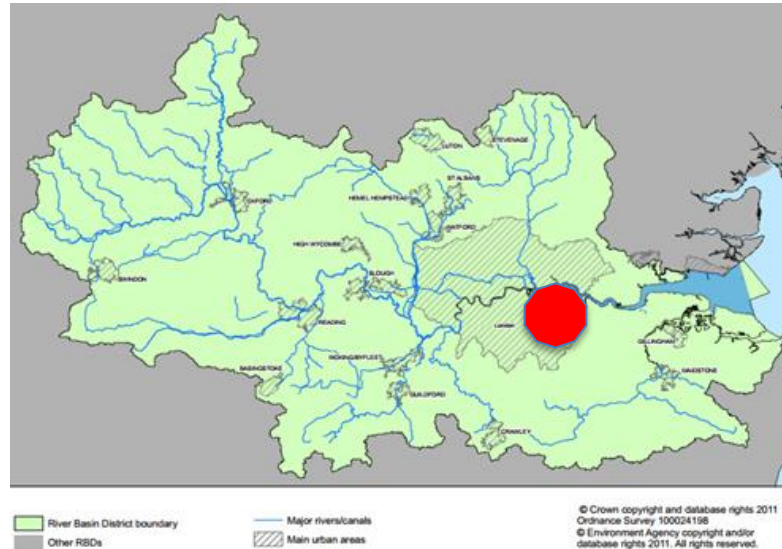 LUTON
STEVENAGE
ST ALBANS
HEMEL HEMPSTEAD
OXFORD
WATFORD
HIGH WYCOMBE
SWINDON
SLOUGH
READING
London
GILLINGHAM
WOKING/BYFLEET
BASINGSTOKE
MAIDSTONE
GUILDFORD
CRAWLEY
River Basin District boundary
Other RBDs
Major rivers/canals
Main urban areas
© Crown copyright and database rights 2011
Ordnance Survey 100024198
© Environment Agency copyright and/or
database rights 2011. All rights reserved.